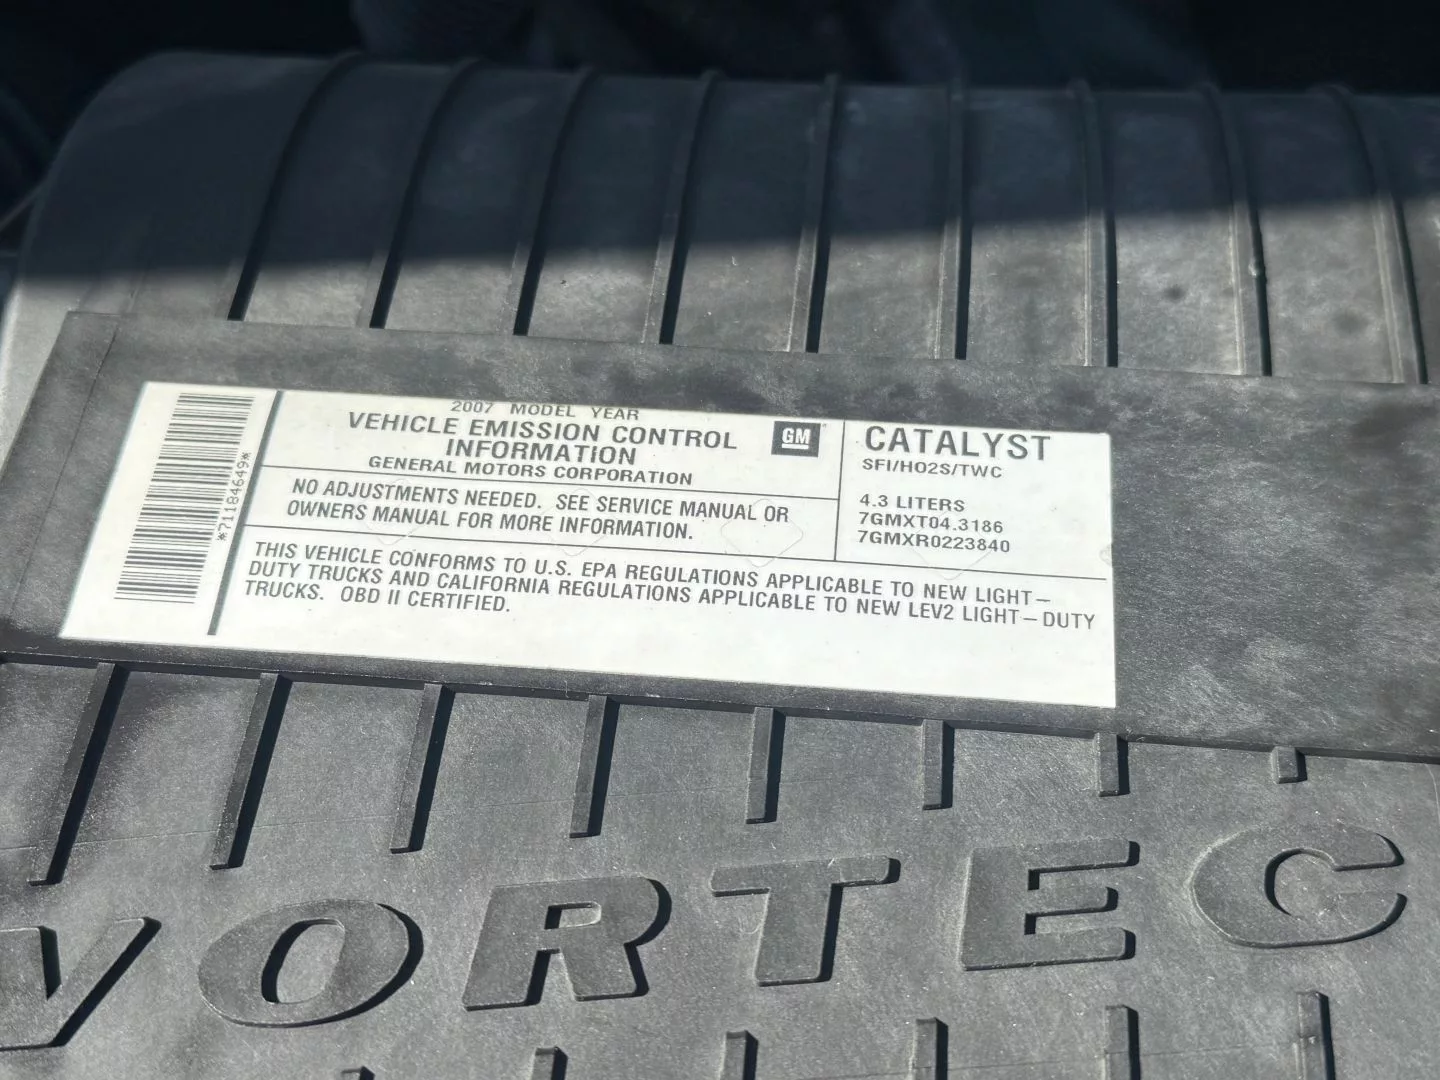 *71184649*
2007 MODEL YEAR
VEHICLE EMISSION CONTROL
INFORMATION
GENERAL MOTORS CORPORATION
GM
NO ADJUSTMENTS NEEDED. SEE SERVICE MANUAL OR
OWNERS MANUAL FOR MORE INFORMATION.
CATALYST
SFI/HO2S/TWC
4.3 LITERS
7GMXT04.3186
7GMXR0223840
THIS VEHICLE CONFORMS TO U.S. EPA REGULATIONS APPLICABLE TO NEW LIGHT-
DUTY TRUCKS AND CALIFORNIA REGULATIONS APPLICABLE TO NEW LEV2 LIGHT-DUTY
TRUCKS. OBD II CERTIFIED.
VORTEC